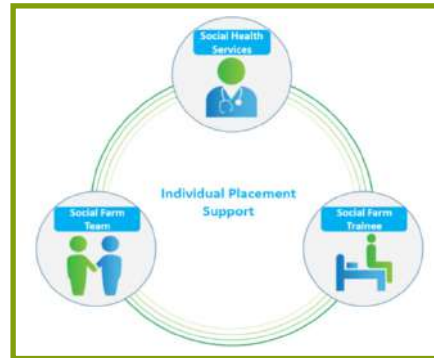 Social Health
Services
Individual Placement
Support
Social Farm
Team
Social Farm
Trainee